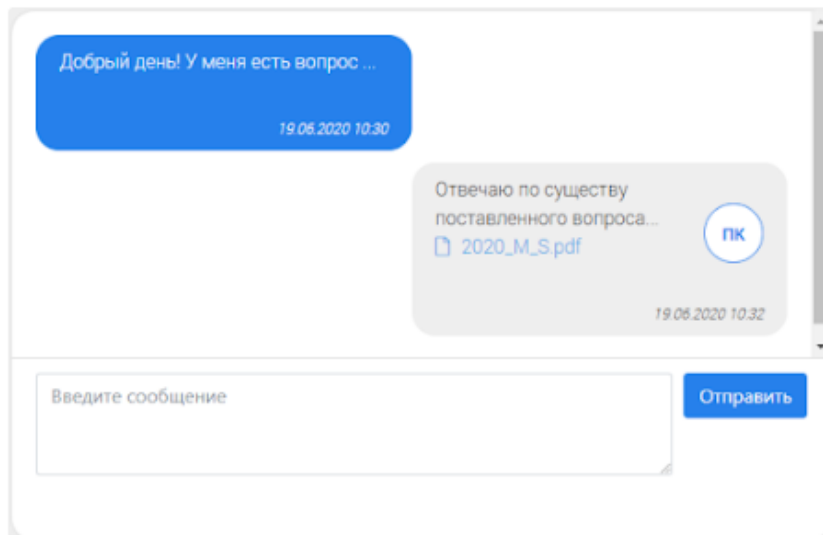 Добрый день! У меня есть вопрос ...
19.06.2020 10:30
Отвечаю по существу
поставленного вопроса...
ПК
2020_M_S.pdf
19.06.2020 10:32
Введите сообщение
Отправить